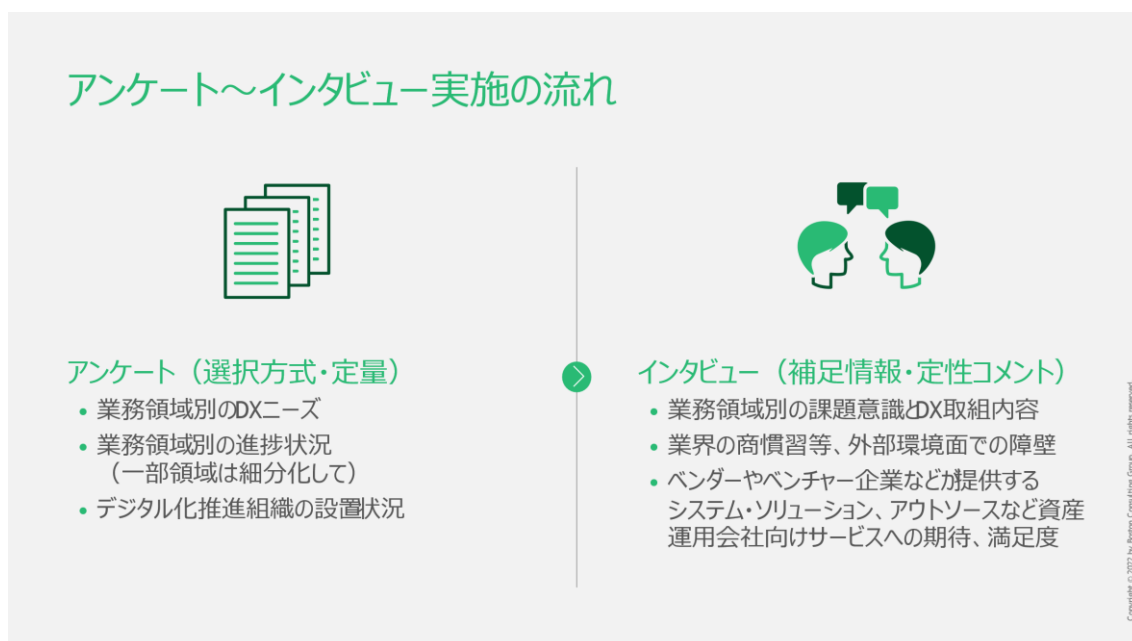 アンケート～インタビュー実施の流れ
アンケート（選択方式・定量）
• 業務領域別のDXニーズ
• 業務領域別の進捗状況
（一部領域は細分化して）
• デジタル化推進組織の設置状況
インタビュー（補足情報・定性コメント）
• 業務領域別の課題意識とDX取組内容
• 業界の商慣習等、外部環境面での障壁
• ベンダーやベンチャー企業などが提供する
システム・ソリューション、アウトソースなど資産
運用会社向けサービスへの期待、満足度
Copyright © 2022 by Boston Consulting Group. All rights reserved.